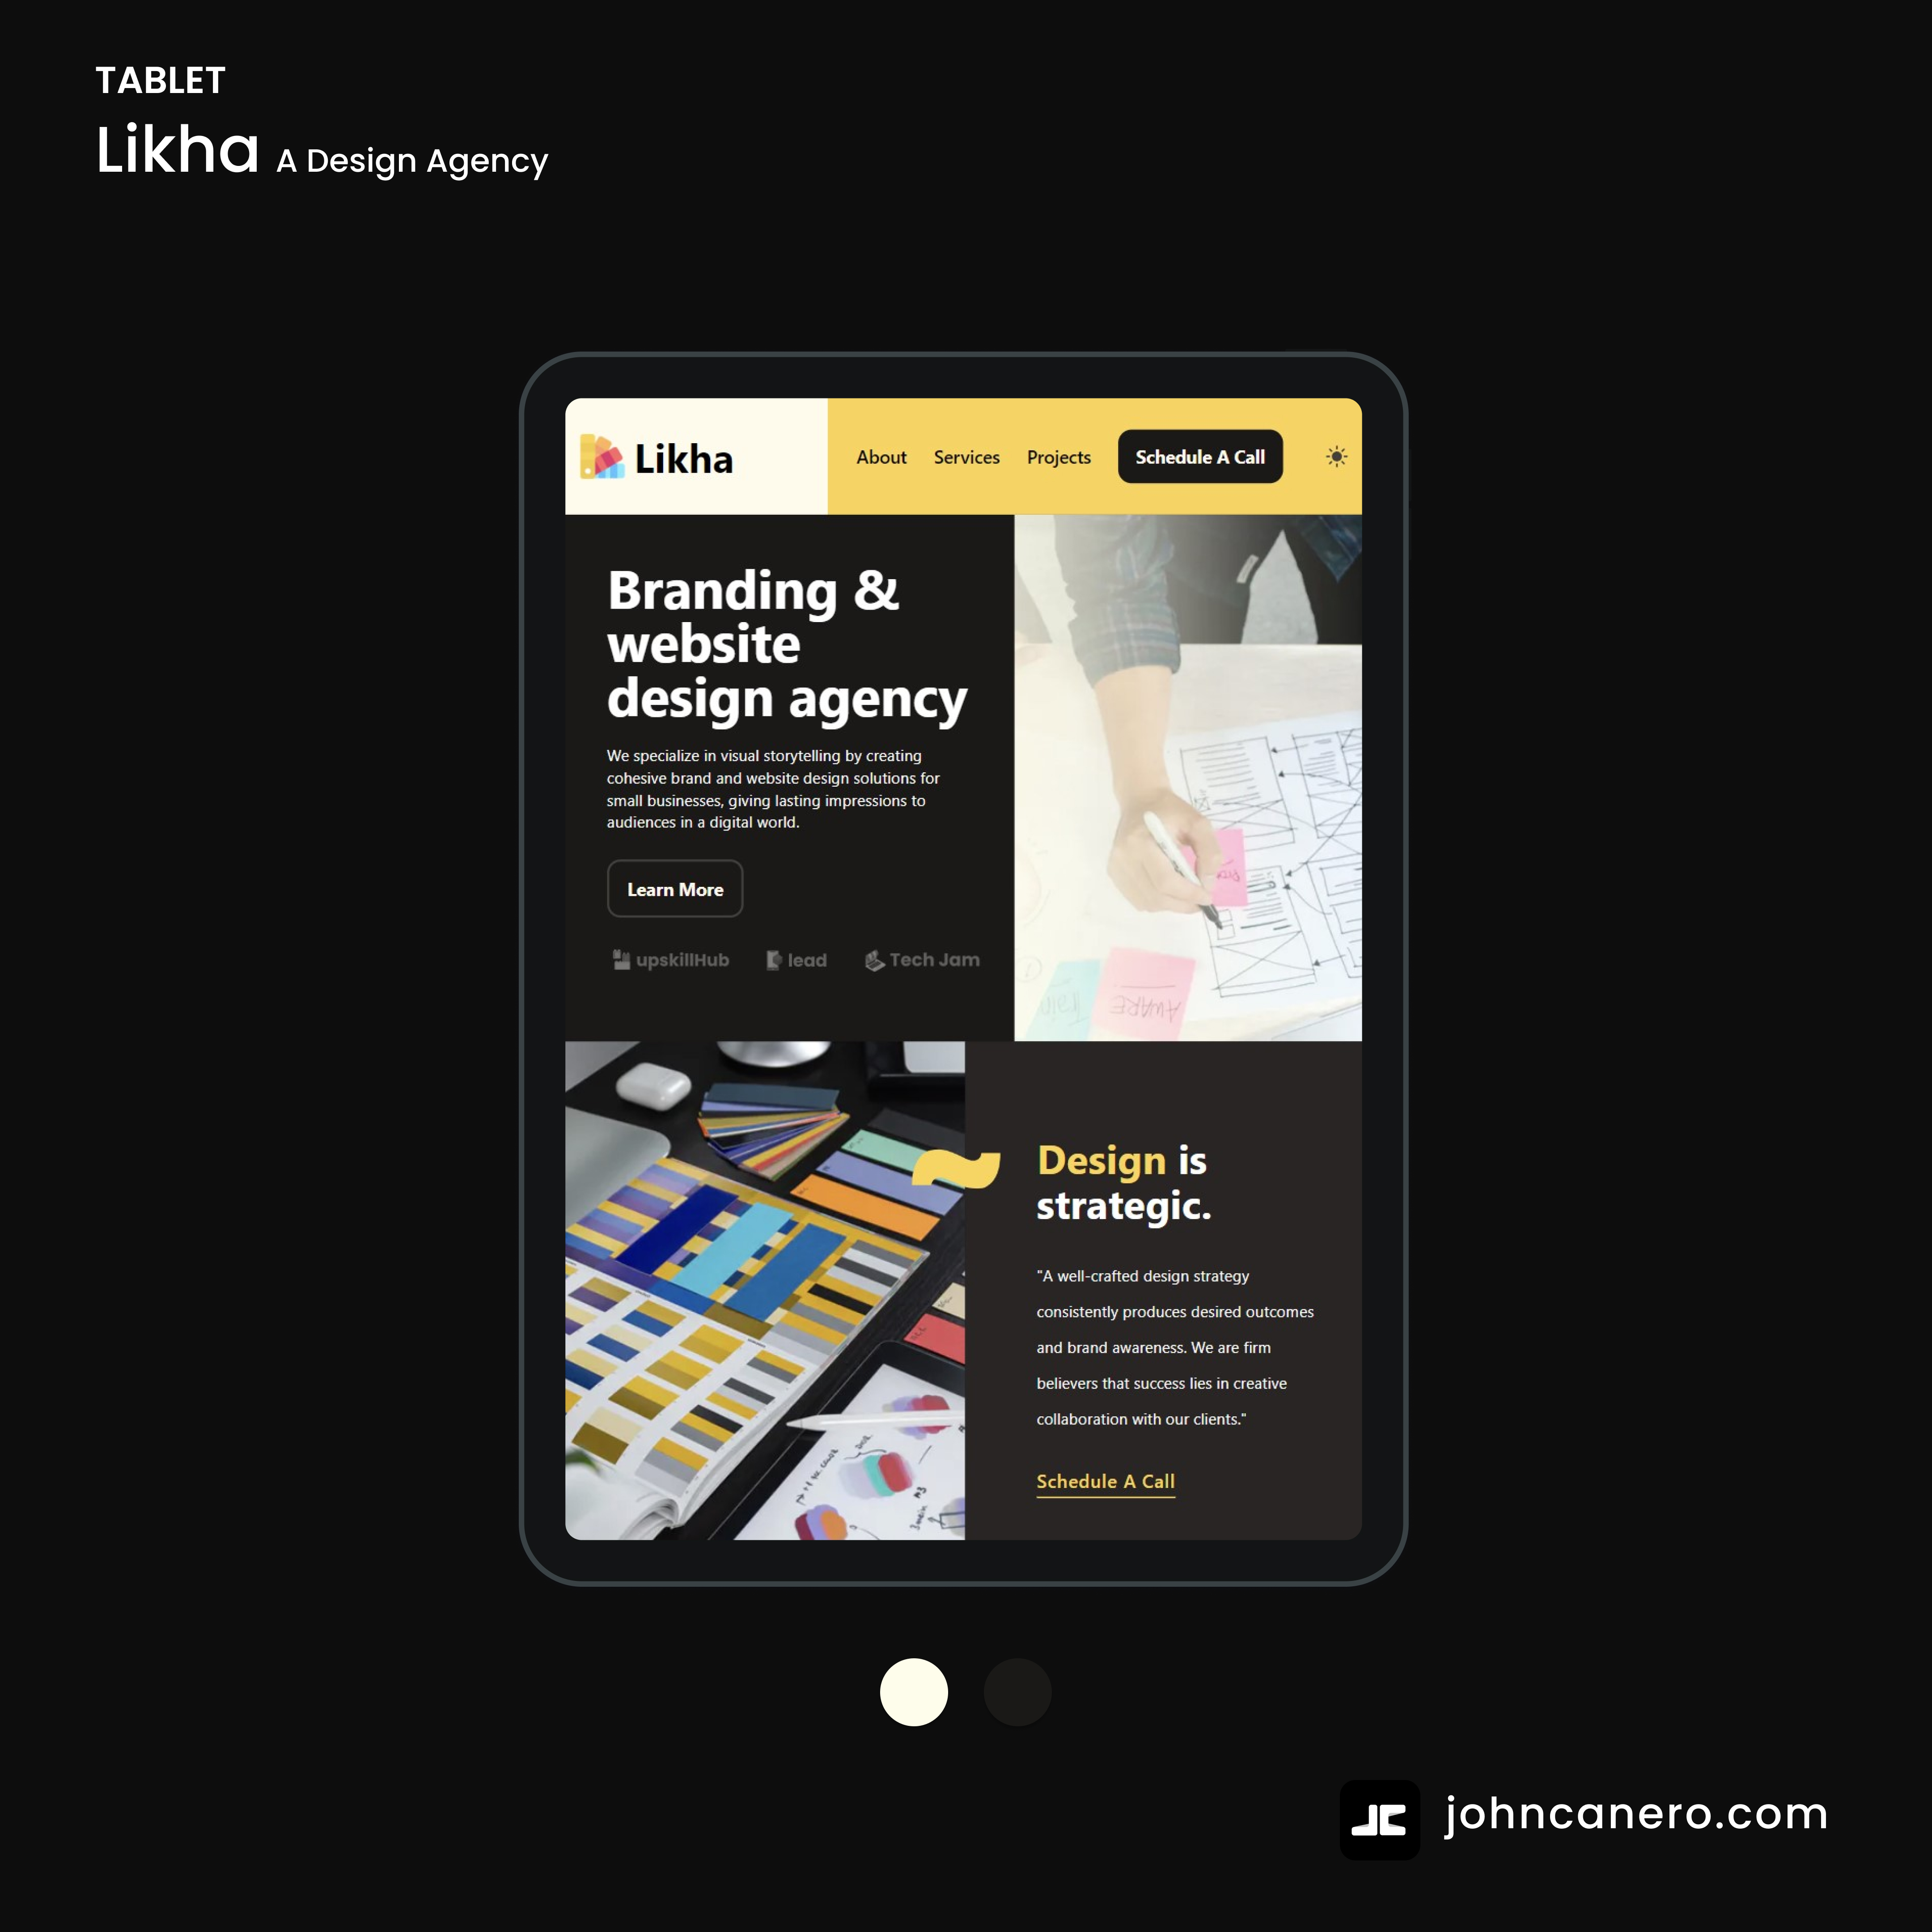 TABLET
Likha A Design Agency
Likha
About Services Projects Schedule A Call
Branding &
website
design agency
We specialize in visual storytelling by creating
cohesive brand and website design solutions for
small businesses, giving lasting impressions to
audiences in a digital world.
Learn More
upskillHub lead Tech Jam
AWARE
Design is
strategic.
"A well-crafted design strategy
consistently produces desired outcomes
and brand awareness. We are firm
believers that success lies in creative
collaboration with our clients."
Schedule A Call
JC johncanero.com